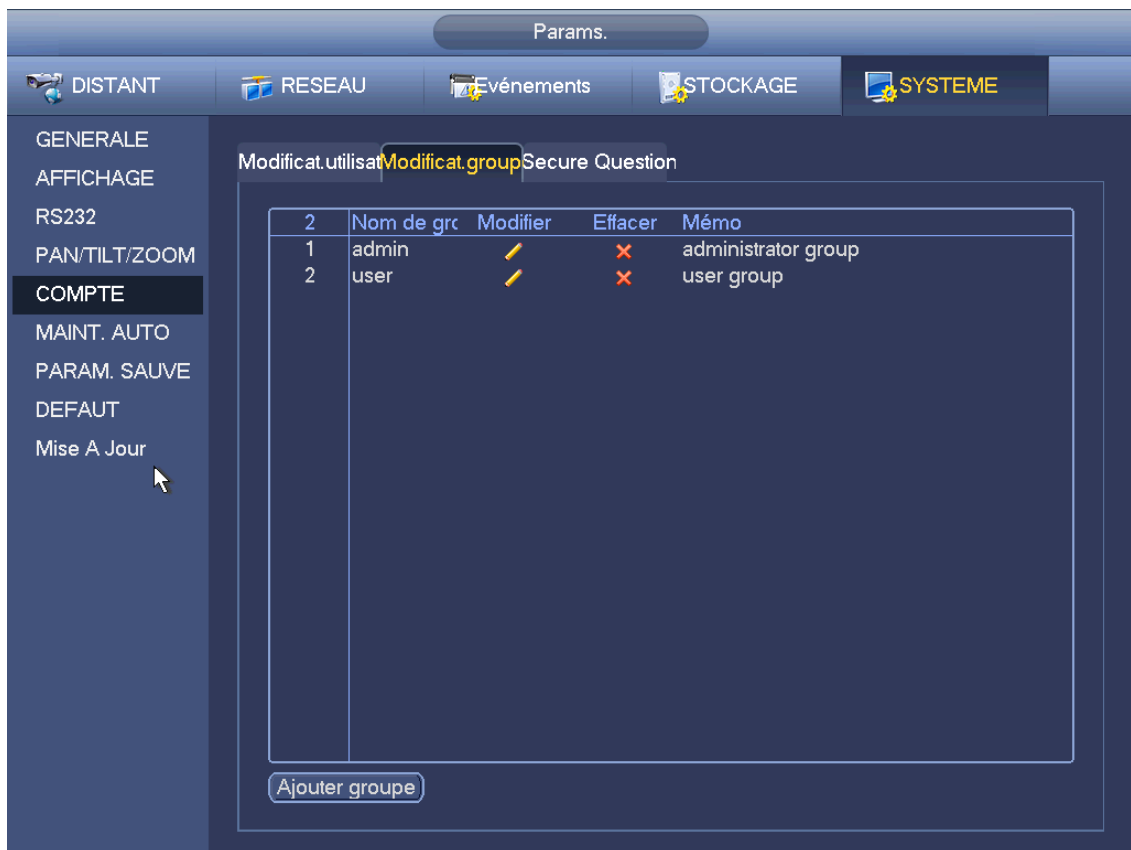 Params.
DISTANT RESEAU Evénements STOCKAGE SYSTEME
GENERALE
AFFICHAGE
RS232
PAN/TILT/ZOOM
COMPTE
MAINT. AUTO
PARAM. SAUVE
DEFAUT
Mise A Jour
Modificat.utilisat Modificat.group Secure Question
2 Nom de grc Modifier Effacer Mémo
1 admin administrator group
2 user user group
Ajouter groupe